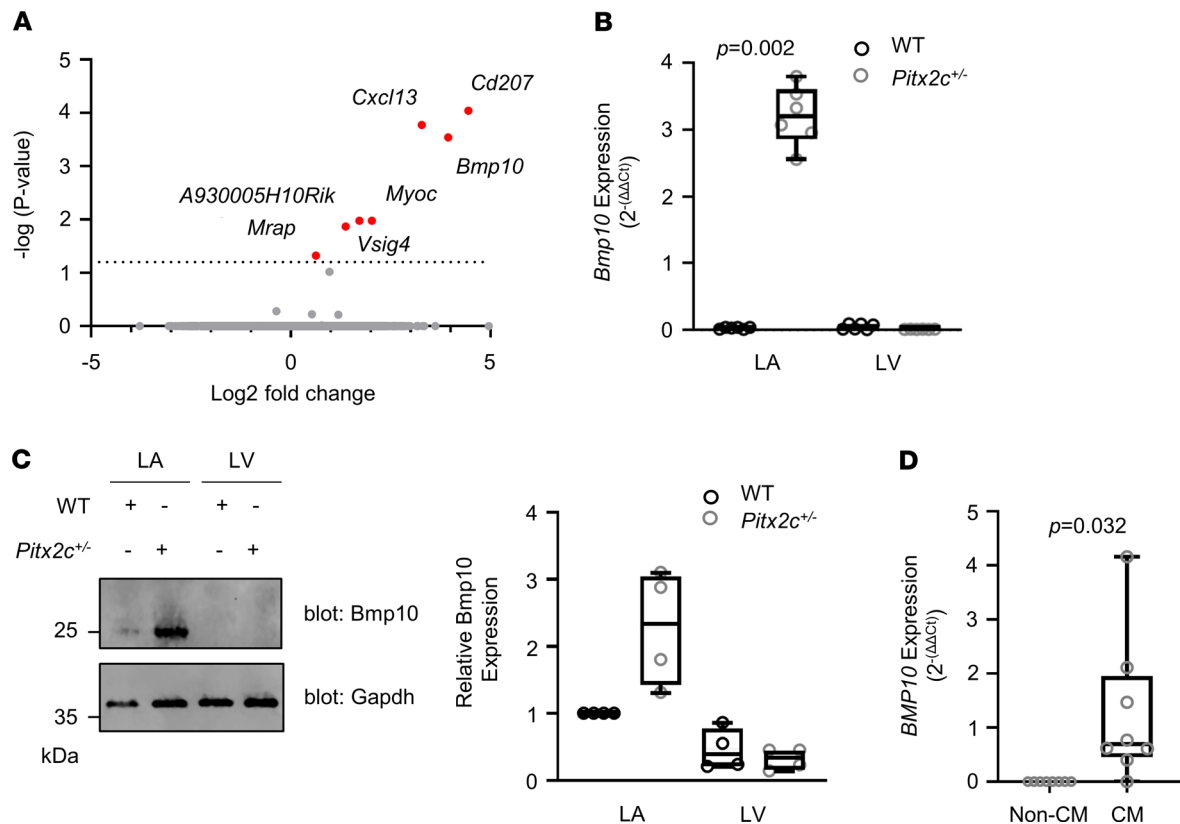 A
5
4
3
2
1
0
-log (P-value)
Cd207
Cxcl13
Bmp10
A930005H10Rik
Myoc
Mrap
Vsig4
-5
0
5
Log2 fold change
B
p=0.002
WT
Pitx2c+/-
4
3
2
1
0
Bmp10 Expression
(2-(ΔΔCt))
LA
LV
C
LA
LV
WT
+
-
+
-
Pitx2c+/-
-
+
-
+
25
blot: Bmp10
35
blot: Gapdh
kDa
WT
Pitx2c+/-
4
3
2
1
0
Relative Bmp10
Expression
LA
LV
D
p=0.032
5
4
3
2
1
0
BMP10 Expression
(2-(ΔΔCt))
Non-CM
CM